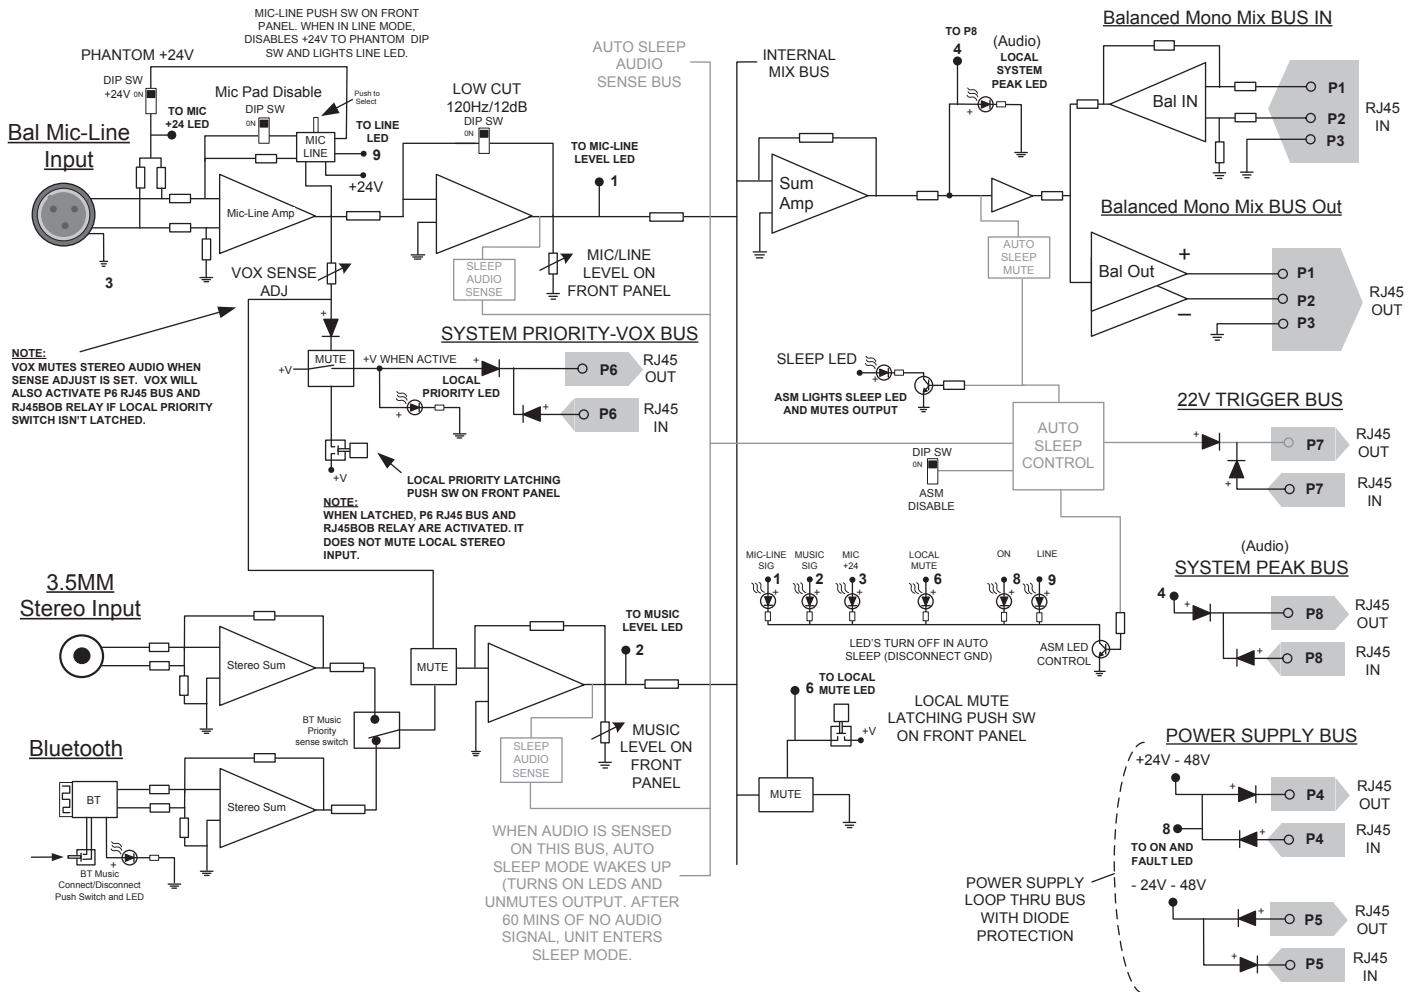 MIC-LINE PUSH SW ON FRONT
PANEL. WHEN IN LINE MODE,
DISABLES +24V TO PHANTOM DIP
SW AND LIGHTS LINE LED.
PHANTOM +24V
DIP SW
+24V ON
TO MIC
+24 LED
Mic Pad Disable
DIP SW
ON
Push to
Select
MIC
LINE
TO LINE
LED
9
+24V
Bal Mic-Line
Input
3
Mic-Line Amp
LOW CUT
120Hz/12dB
DIP SW
ON
TO MIC-LINE
LEVEL LED
1
SLEEP
AUDIO
SENSE
MIC/LINE
LEVEL ON
FRONT PANEL
VOX SENSE
ADJ
AUTO SLEEP
AUDIO
SENSE BUS
INTERNAL
MIX BUS
Sum
Amp
TO P8
4
(Audio)
LOCAL
SYSTEM
PEAK LED
AUTO
SLEEP
MUTE
Balanced Mono Mix BUS IN
Bal IN
P1
P2
P3
RJ45
IN
Balanced Mono Mix BUS Out
Bal Out
+
–
P1
P2
P3
RJ45
OUT
NOTE:
VOX MUTES STEREO AUDIO WHEN
SENSE ADJUST IS SET. VOX WILL
ALSO ACTIVATE P6 RJ45 BUS AND
RJ45BOB RELAY IF LOCAL PRIORITY
SWITCH ISN'T LATCHED.
SYSTEM PRIORITY-VOX BUS
+
+V
MUTE
+V WHEN ACTIVE
+
LOCAL
PRIORITY LED
+
P6
RJ45
OUT
+
P6
RJ45
IN
+V
LOCAL PRIORITY LATCHING
PUSH SW ON FRONT PANEL
NOTE:
WHEN LATCHED, P6 RJ45 BUS AND
RJ45BOB RELAY ARE ACTIVATED. IT
DOES NOT MUTE LOCAL STEREO
INPUT.
SLEEP LED
+
ASM LIGHTS SLEEP LED
AND MUTES OUTPUT
DIP SW
ON
ASM
DISABLE
AUTO
SLEEP
CONTROL
22V TRIGGER BUS
+
P7
RJ45
OUT
+
P7
RJ45
IN
MIC-LINE
SIG
1
+
MUSIC
SIG
2
+
MIC
+24
3
+
LOCAL
MUTE
6
+
ON
8
+
LINE
9
+
LED'S TURN OFF IN AUTO
SLEEP (DISCONNECT GND)
ASM LED
CONTROL
(Audio)
SYSTEM PEAK BUS
4
+
P8
RJ45
OUT
+
P8
RJ45
IN
3.5MM
Stereo Input
Stereo Sum
BT Music
Priority
sense switch
MUTE
TO MUSIC
LEVEL LED
2
SLEEP
AUDIO
SENSE
MUSIC
LEVEL ON
FRONT
PANEL
TO LOCAL
MUTE LED
6
+V
LOCAL MUTE
LATCHING PUSH SW
ON FRONT PANEL
MUTE
Bluetooth
BT
+
BT Music
Connect/Disconnect
Push Switch and LED
Stereo Sum
WHEN AUDIO IS SENSED
ON THIS BUS, AUTO
SLEEP MODE WAKES UP
(TURNS ON LEDS AND
UNMUTES OUTPUT. AFTER
60 MINS OF NO AUDIO
SIGNAL, UNIT ENTERS
SLEEP MODE.
POWER SUPPLY BUS
+24V - 48V
+
P4
RJ45
OUT
8
TO ON AND
FAULT LED
+
P4
RJ45
IN
- 24V - 48V
+
P5
RJ45
OUT
+
P5
RJ45
IN
POWER SUPPLY
LOOP THRU BUS
WITH DIODE
PROTECTION